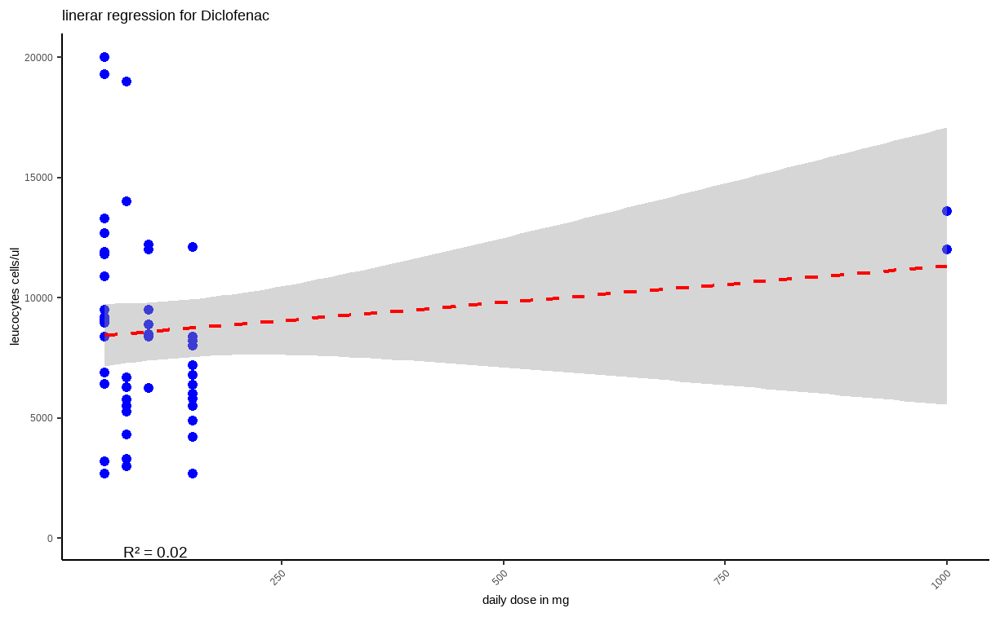 linerar regression for Diclofenac
20000
15000
10000
5000
0
leucocytes cells/ul
R² = 0.02
250
500
750
1000
daily dose in mg